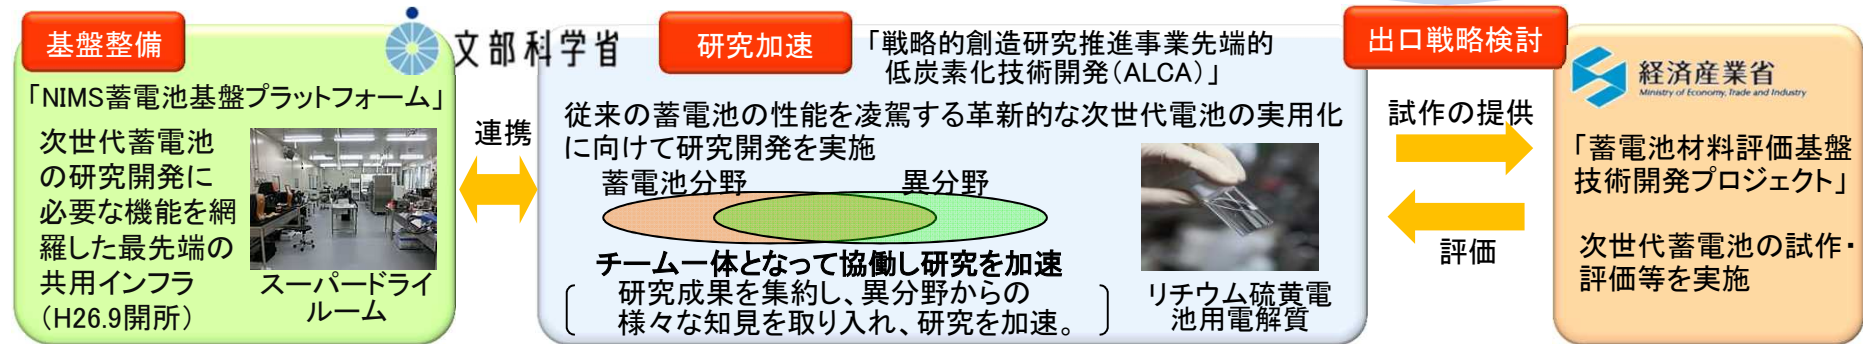 基盤整備
「NIMS蓄電池基盤プラットフォーム」
次世代蓄電池
の研究開発に
必要な機能を網
羅した最先端の
共用インフラ
（H26.9開所）
スーパードライ
ルーム
文部科学省
連携
研究加速
「戦略的創造研究推進事業先端的
低炭素化技術開発（ALCA）」
従来の蓄電池の性能を凌駕する革新的な次世代電池の実用化
に向けて研究開発を実施
蓄電池分野
異分野
チーム一体となって協働し研究を加速
研究成果を集約し、異分野からの
様々な知見を取り入れ、研究を加速。
リチウム硫黄電
池用電解質
出口戦略検討
試作の提供
評価
経済産業省
Ministry of Economy, Trade and Industry
「蓄電池材料評価基盤
技術開発プロジェクト」
次世代蓄電池の試作・
評価等を実施